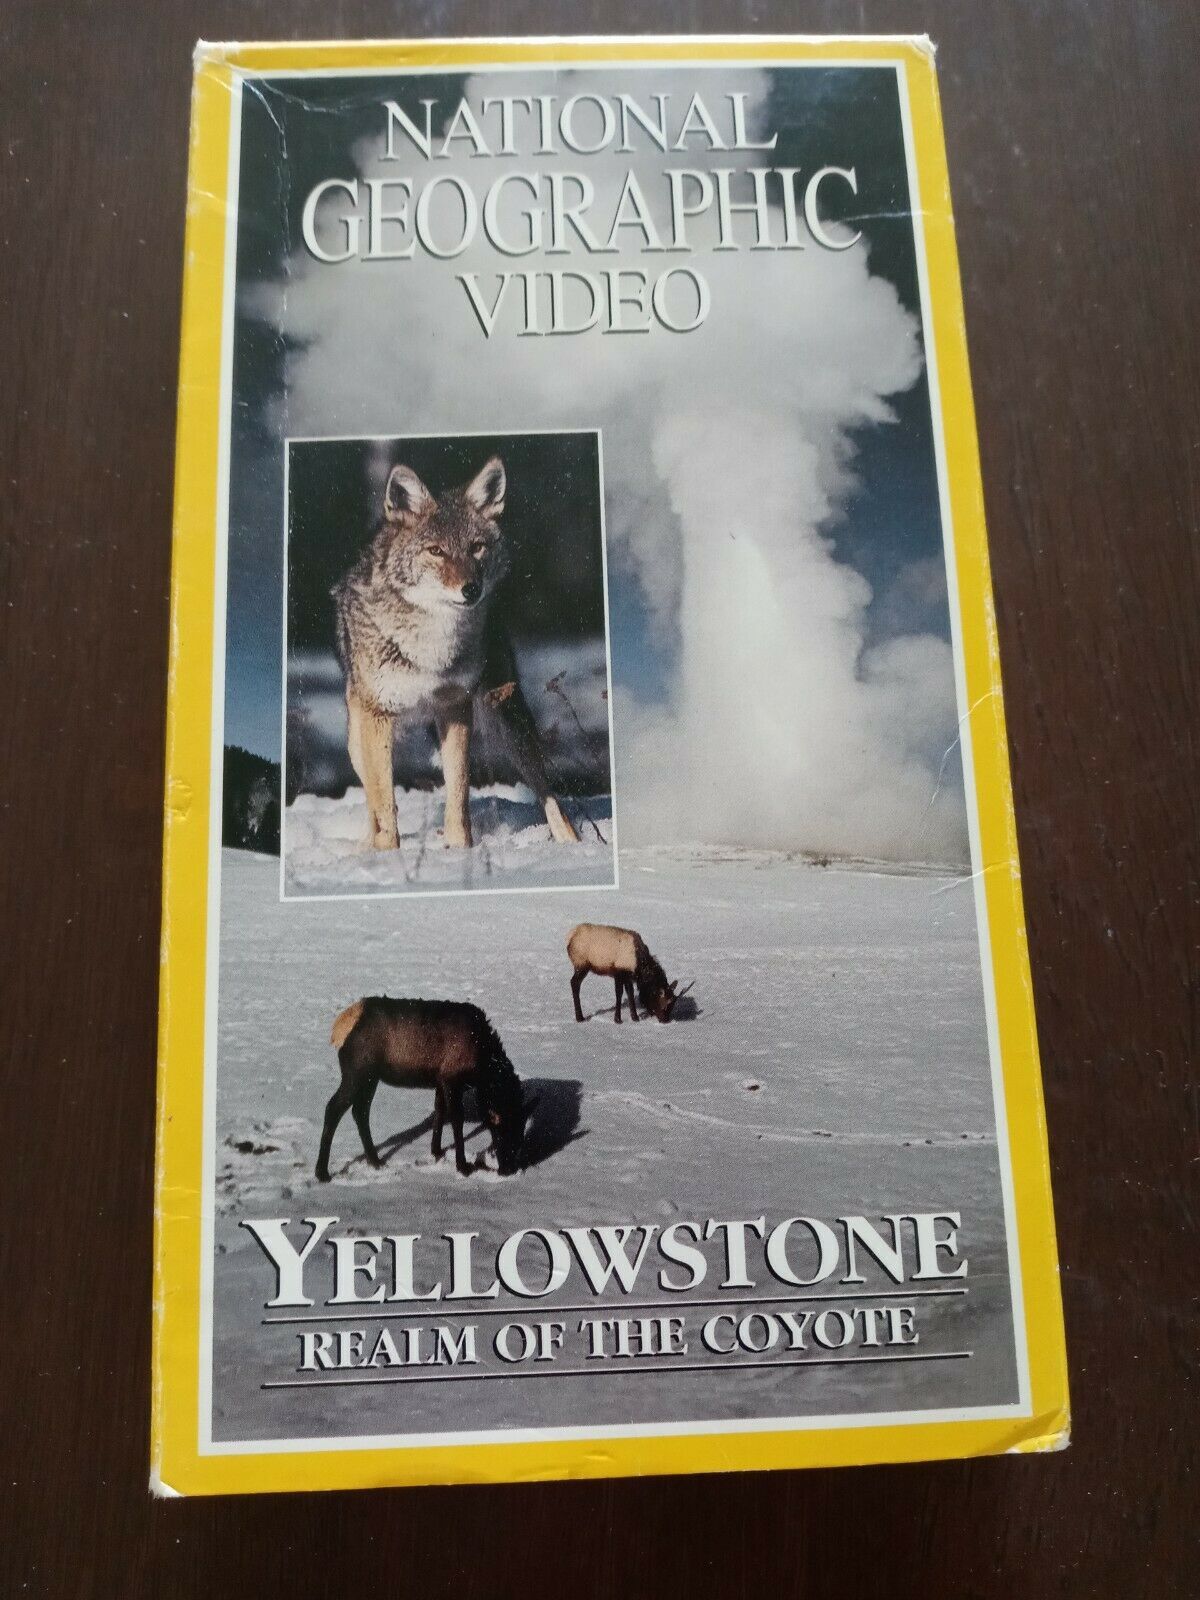 NATIONAL
GEOGRAPHIC
VIDEO
YELLOWSTONE
REALM OF THE COYOTE